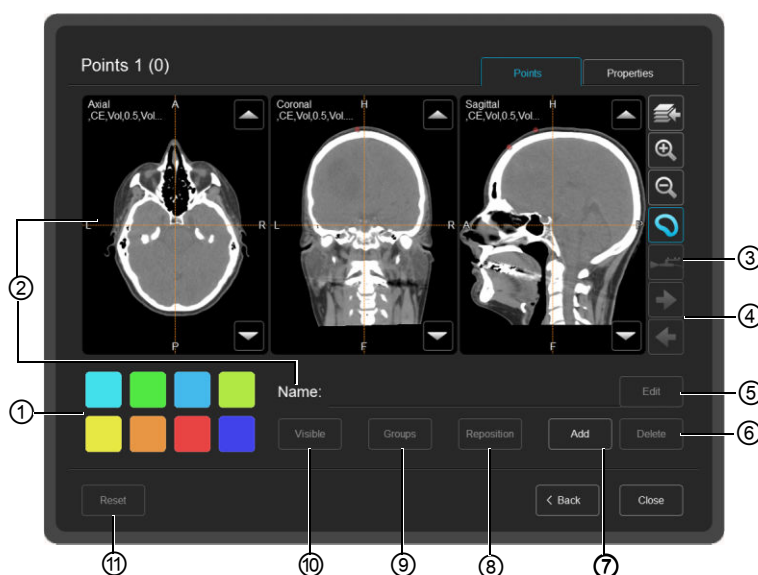 Points 1 (0)
Points
Properties
Axial
,CE,Vol,0.5,Vol...
A
L
R
P
Coronal
,CE,Vol,0.5,Vol....
H
L
R
F
Sagittal
,CE,Vol,0.5,Vol...
H
A
P
F
②
③
④
①
Name:
Edit
⑤
Visible
Groups
Reposition
Add
Delete
⑥
Reset
< Back
Close
⑪
⑩
⑨
⑧
⑦